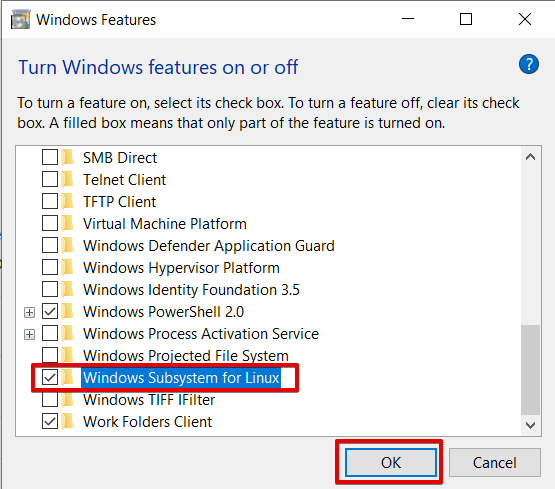 Windows Features
Turn Windows features on or off
?
To turn a feature on, select its check box. To turn a feature off, clear its check
box. A filled box means that only part of the feature is turned on.
SMB Direct
Telnet Client
TFTP Client
Virtual Machine Platform
Windows Defender Application Guard
Windows Hypervisor Platform
Windows Identity Foundation 3.5
Windows PowerShell 2.0
Windows Process Activation Service
Windows Projected File System
Windows Subsystem for Linux
Windows TIFF IFilter
Work Folders Client
OK
Cancel